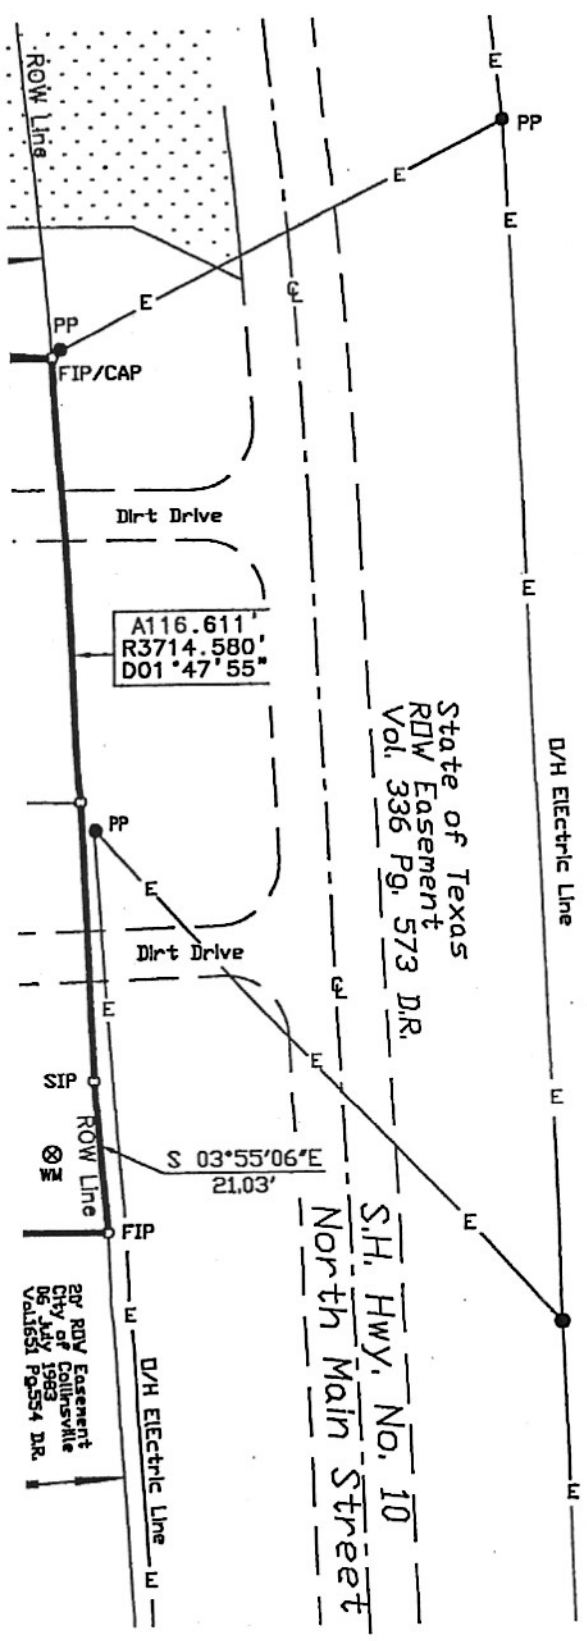 ROW Line
E
PP
E
E
℄
E
PP
FIP/CAP
Dirt Drive
E
A116.611'
R3714.580'
D01°47'55"
State of Texas
ROW Easement
Vol. 336 Pg. 573 D.R.
O/H Electric Line
PP
E
Dirt Drive
℄
E
E
SIP
E
ROW Line
WM
S 03°55'06"E
21.03'
FIP
E
S.H. Hwy. No. 10
North Main Street
20' ROW Easement
City of Collinsville
06 July 1983
Vol.1651 Pg.554 D.R.
E
O/H Electric Line
E
E